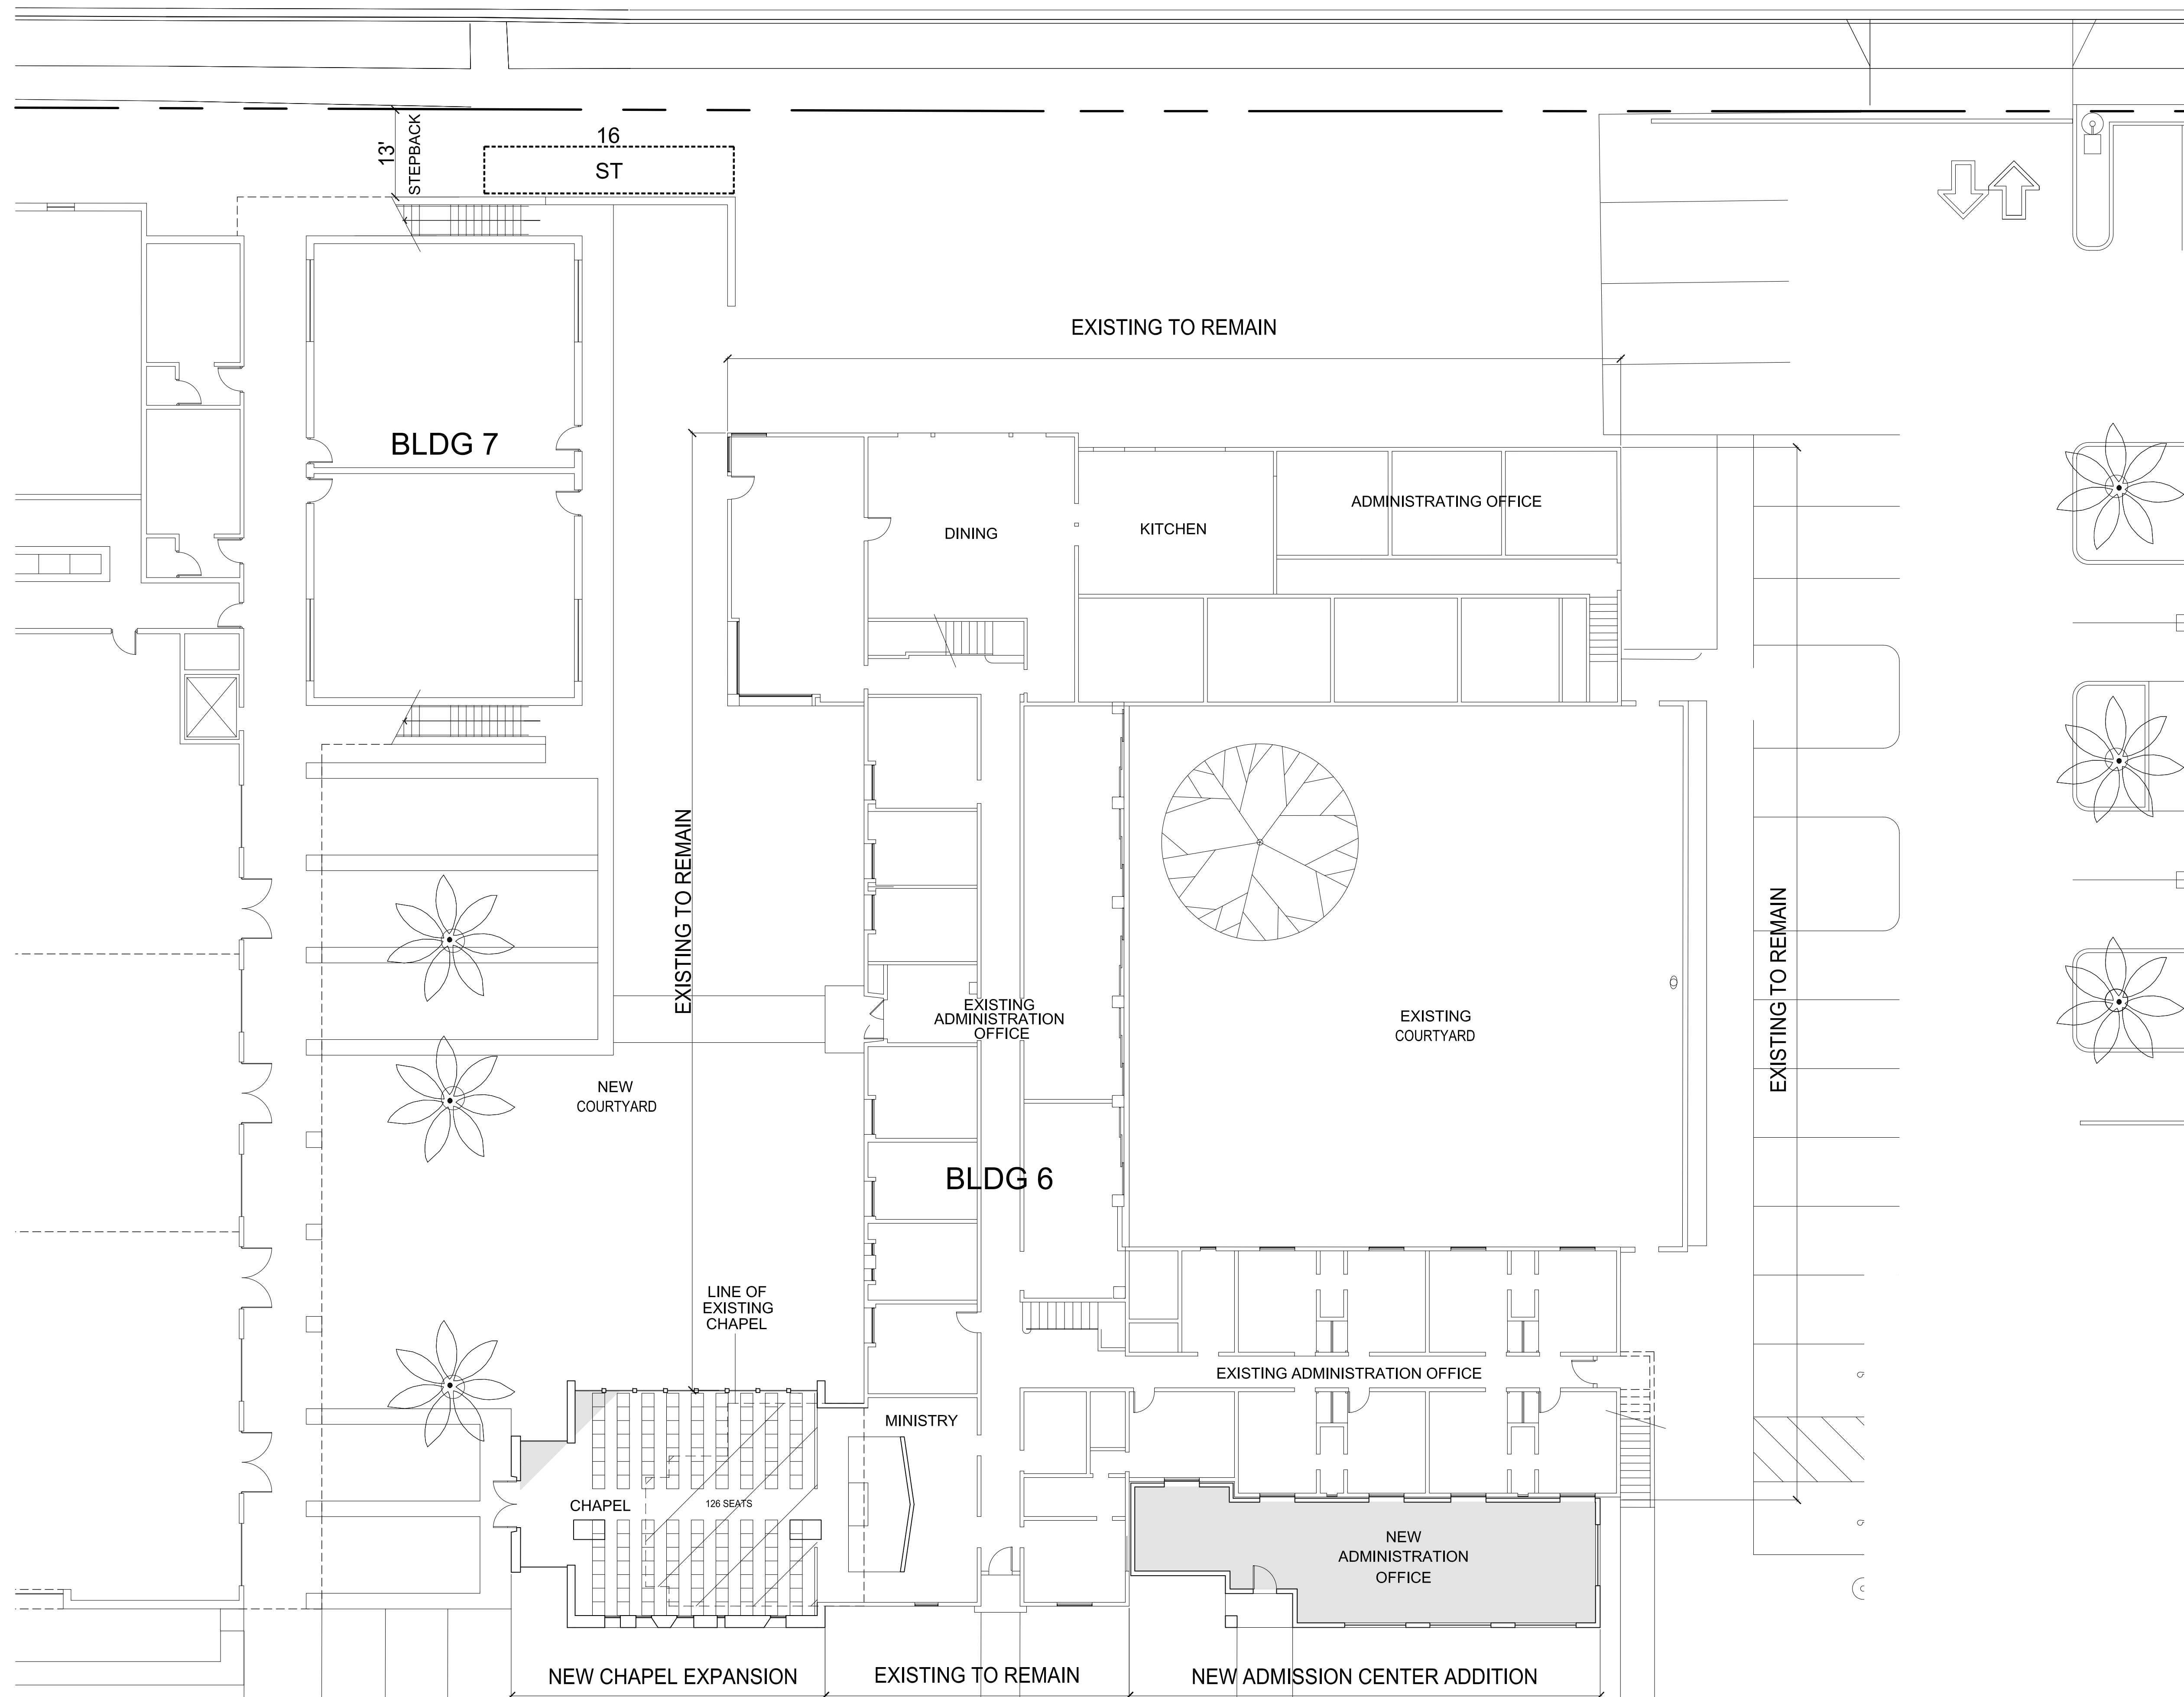 13'
STEPBACK
16
ST
EXISTING TO REMAIN
BLDG 7
DINING
KITCHEN
ADMINISTRATING OFFICE
EXISTING TO REMAIN
EXISTING TO REMAIN
EXISTING
ADMINISTRATION
OFFICE
EXISTING
COURTYARD
NEW
COURTYARD
BLDG 6
LINE OF
EXISTING
CHAPEL
EXISTING ADMINISTRATION OFFICE
MINISTRY
CHAPEL
126 SEATS
NEW
ADMINISTRATION
OFFICE
NEW CHAPEL EXPANSION
EXISTING TO REMAIN
NEW ADMISSION CENTER ADDITION